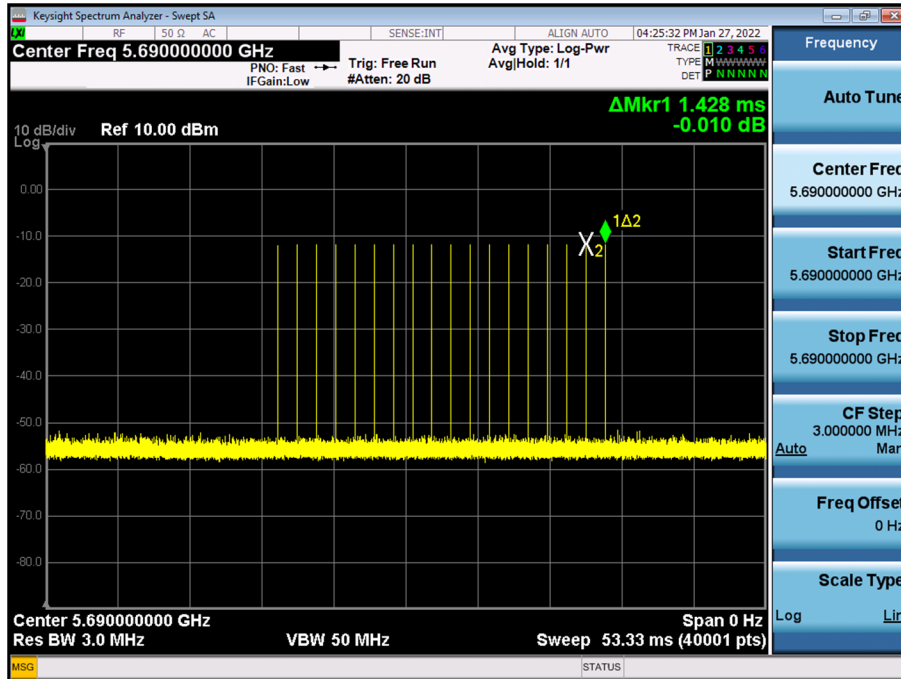 Keysight Spectrum Analyzer - Swept SA
LXI RF 50 Ω AC SENSE:INT ALIGN AUTO 04:25:32 PM Jan 27, 2022
Center Freq 5.690000000 GHz
PNO: Fast
IFGain:Low
Trig: Free Run
#Atten: 20 dB
Avg Type: Log-Pwr
Avg|Hold: 1/1
TRACE 1 2 3 4 5 6
TYPE M WWWWW
DET P N N N N N
ΔMkr1 1.428 ms
-0.010 dB
10 dB/div Ref 10.00 dBm
Log
0.00
-10.0
-20.0
-30.0
-40.0
-50.0
-60.0
-70.0
-80.0
1Δ2
X2
Center 5.690000000 GHz Span 0 Hz
Res BW 3.0 MHz VBW 50 MHz Sweep 53.33 ms (40001 pts)
MSG STATUS
Frequency
Auto Tune
Center Freq
5.690000000 GHz
Start Freq
5.690000000 GHz
Stop Freq
5.690000000 GHz
CF Step
3.000000 MHz
Auto Man
Freq Offset
0 Hz
Scale Type
Log Lin